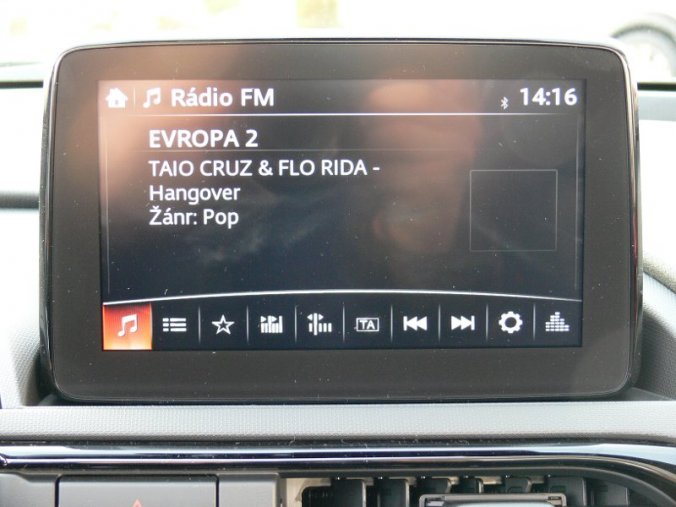 Rádio FM
14:16
EVROPA 2
TAIO CRUZ & FLO RIDA -
Hangover
Žánr: Pop
TA